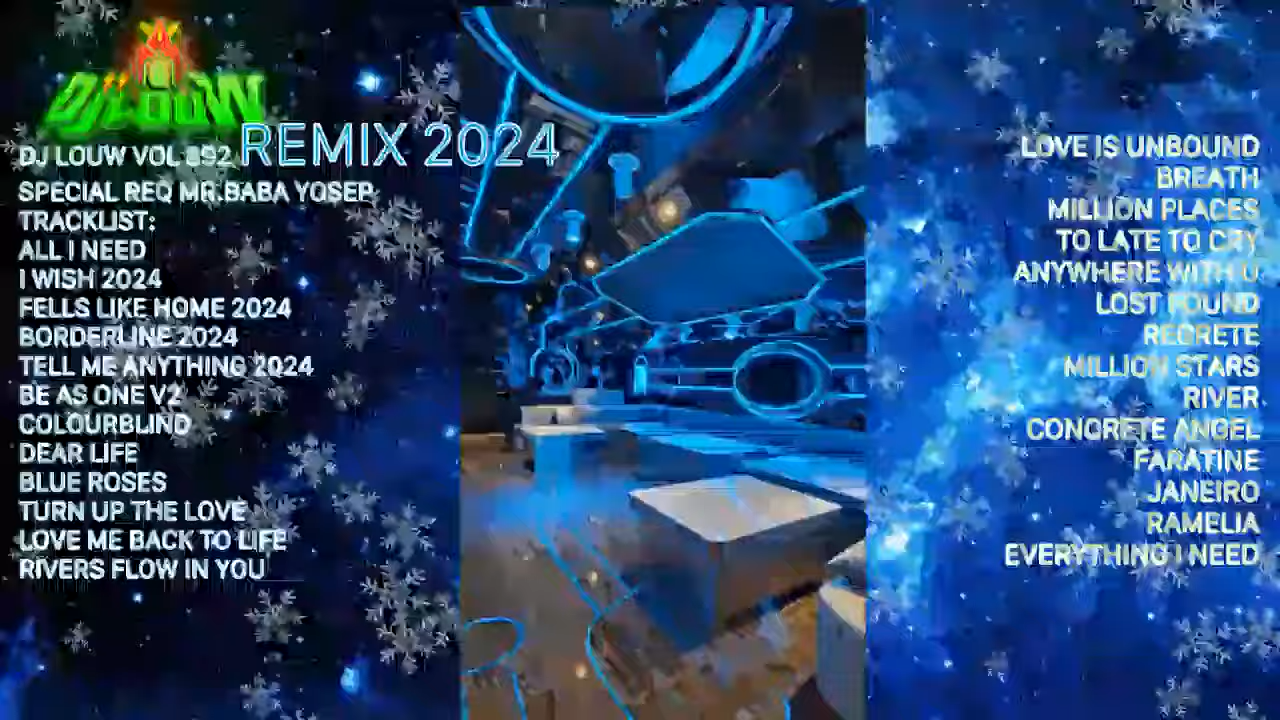 DJ LOUW
REMIX 2024
DJ LOUW VOL 892
SPECIAL REQ MR.BABA YOSEP
TRACKLIST:
ALL I NEED
I WISH 2024
FELLS LIKE HOME 2024
BORDERLINE 2024
TELL ME ANYTHING 2024
BE AS ONE V2
COLOURBLIND
DEAR LIFE
BLUE ROSES
TURN UP THE LOVE
LOVE ME BACK TO LIFE
RIVERS FLOW IN YOU
LOVE IS UNBOUND
BREATH
MILLION PLACES
TO LATE TO CRY
ANYWHERE WITH U
LOST FOUND
REGRETE
MILLION STARS
RIVER
CONCRETE ANGEL
FARATINE
JANEIRO
RAMELIA
EVERYTHING I NEED